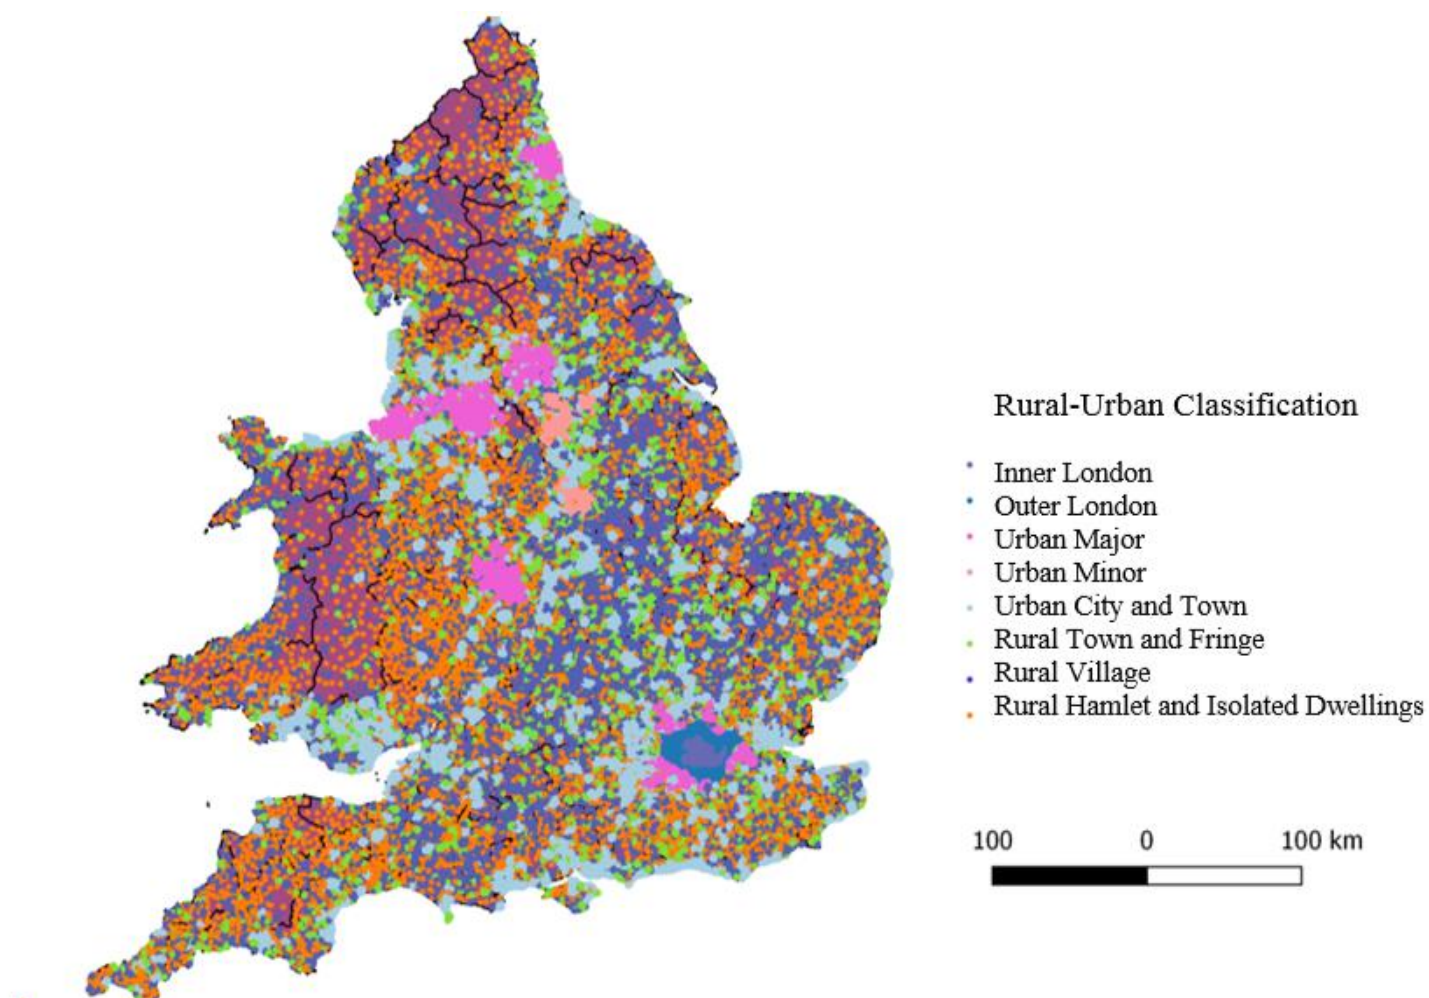 Rural-Urban Classification
Inner London
Outer London
Urban Major
Urban Minor
Urban City and Town
Rural Town and Fringe
Rural Village
Rural Hamlet and Isolated Dwellings
100 0 100 km